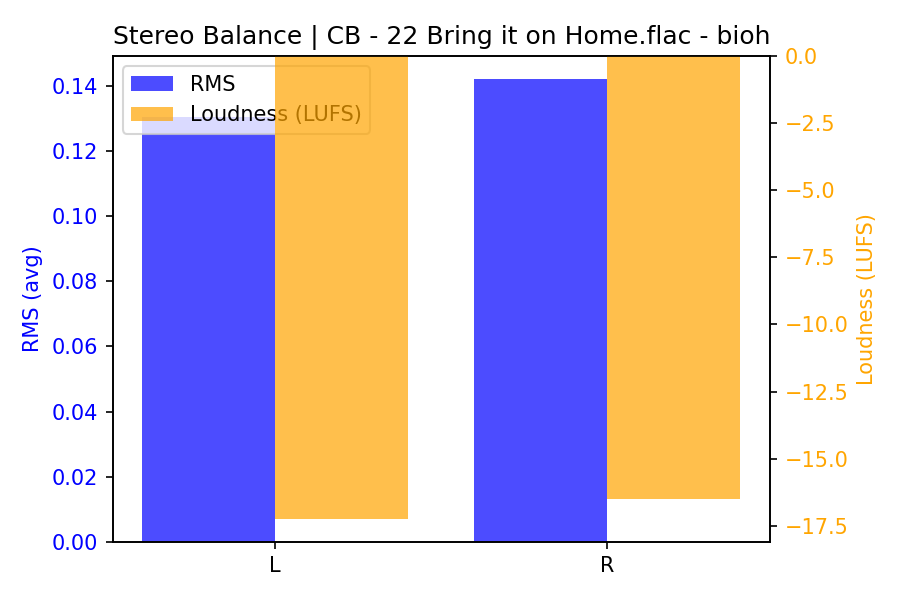 Stereo Balance | CB - 22 Bring it on Home.flac - bioh
RMS
Loudness (LUFS)
RMS (avg)
0.14
0.12
0.10
0.08
0.06
0.04
0.02
0.00
0.0
−2.5
−5.0
−7.5
−10.0
−12.5
−15.0
−17.5
Loudness (LUFS)
L
R